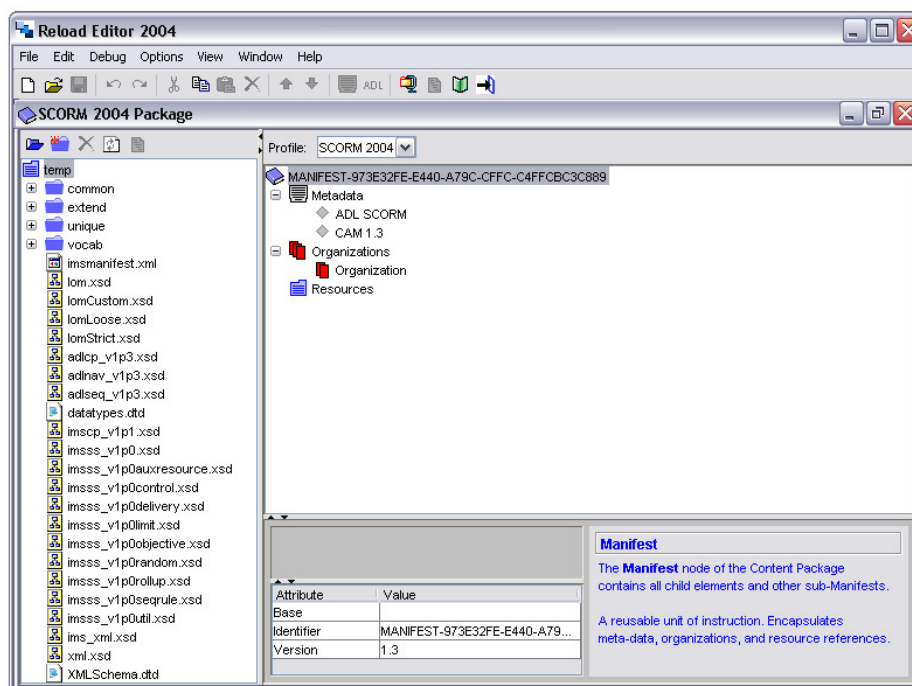 Reload Editor 2004
File Edit Debug Options View Window Help
ADL
SCORM 2004 Package
temp
common
extend
unique
vocab
imsmanifest.xml
lom.xsd
lomCustom.xsd
lomLoose.xsd
lomStrict.xsd
adlcp_v1p3.xsd
adlnav_v1p3.xsd
adlseq_v1p3.xsd
datatypes.dtd
imscp_v1p1.xsd
imsss_v1p0.xsd
imsss_v1p0auxresource.xsd
imsss_v1p0control.xsd
imsss_v1p0delivery.xsd
imsss_v1p0limit.xsd
imsss_v1p0objective.xsd
imsss_v1p0random.xsd
imsss_v1p0rollup.xsd
imsss_v1p0seqrule.xsd
imsss_v1p0util.xsd
ims_xml.xsd
xml.xsd
XMLSchema.dtd
Profile: SCORM 2004
MANIFEST-973E32FE-E440-A79C-CFFC-C4FFCBC3C889
Metadata
ADL SCORM
CAM 1.3
Organizations
Organization
Resources
Attribute Value
Base
Identifier MANIFEST-973E32FE-E440-A79...
Version 1.3
Manifest
The Manifest node of the Content Package
contains all child elements and other sub-Manifests.
A reusable unit of instruction. Encapsulates
meta-data, organizations, and resource references.